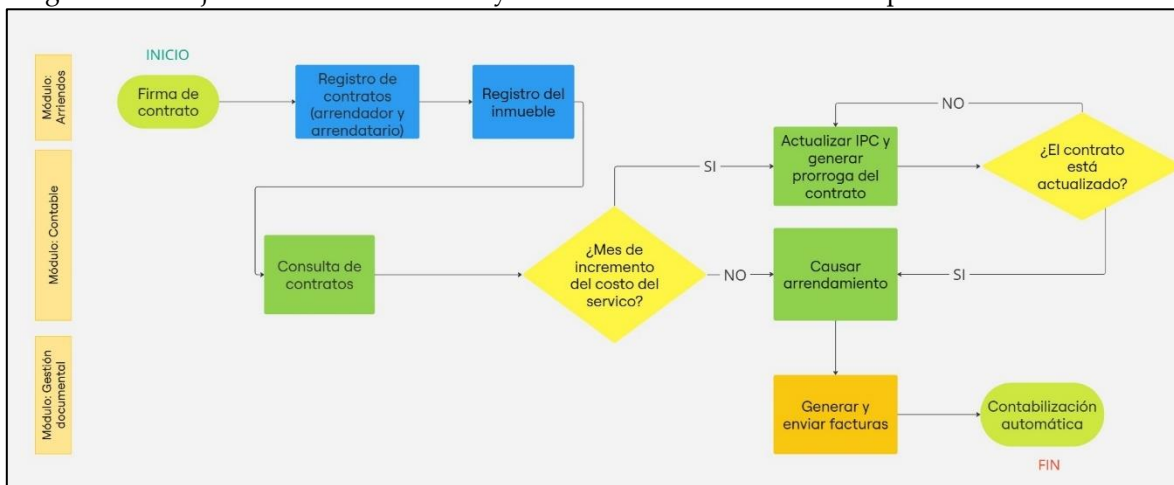 INICIO
Módulo:
Arriendos
Firma de
contrato
Registro de
contratos
(arrendador y
arrendatario)
Registro del
inmueble
NO
SI
Actualizar IPC y
generar
prorroga del
contrato
¿El contrato
está
actualizado?
Módulo: Contable
Consulta de
contratos
¿Mes de
incremento
del costo del
servico?
NO
Causar
arrendamiento
SI
Módulo: Gestión
documental
Generar y
enviar facturas
Contabilización
automática
FIN